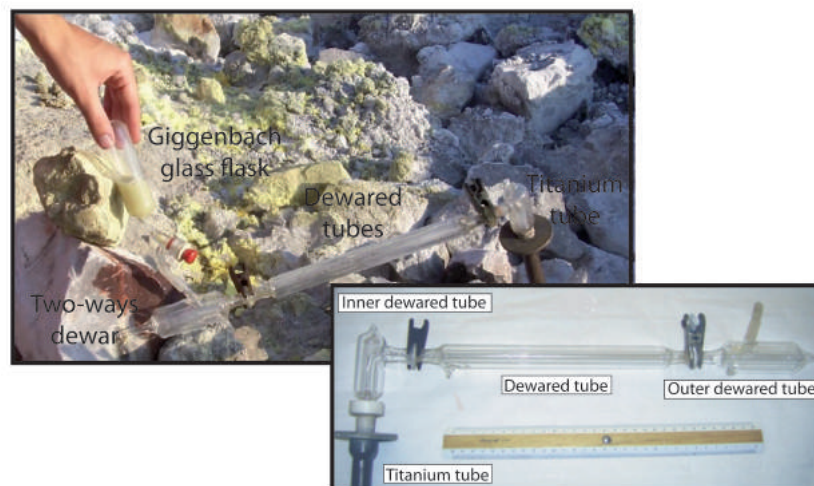 Giggenbach
glass flask
Dewared
tubes
Titanium
tube
Two-ways
dewar
Inner dewared tube
Dewared tube
Outer dewared tube
Titanium tube